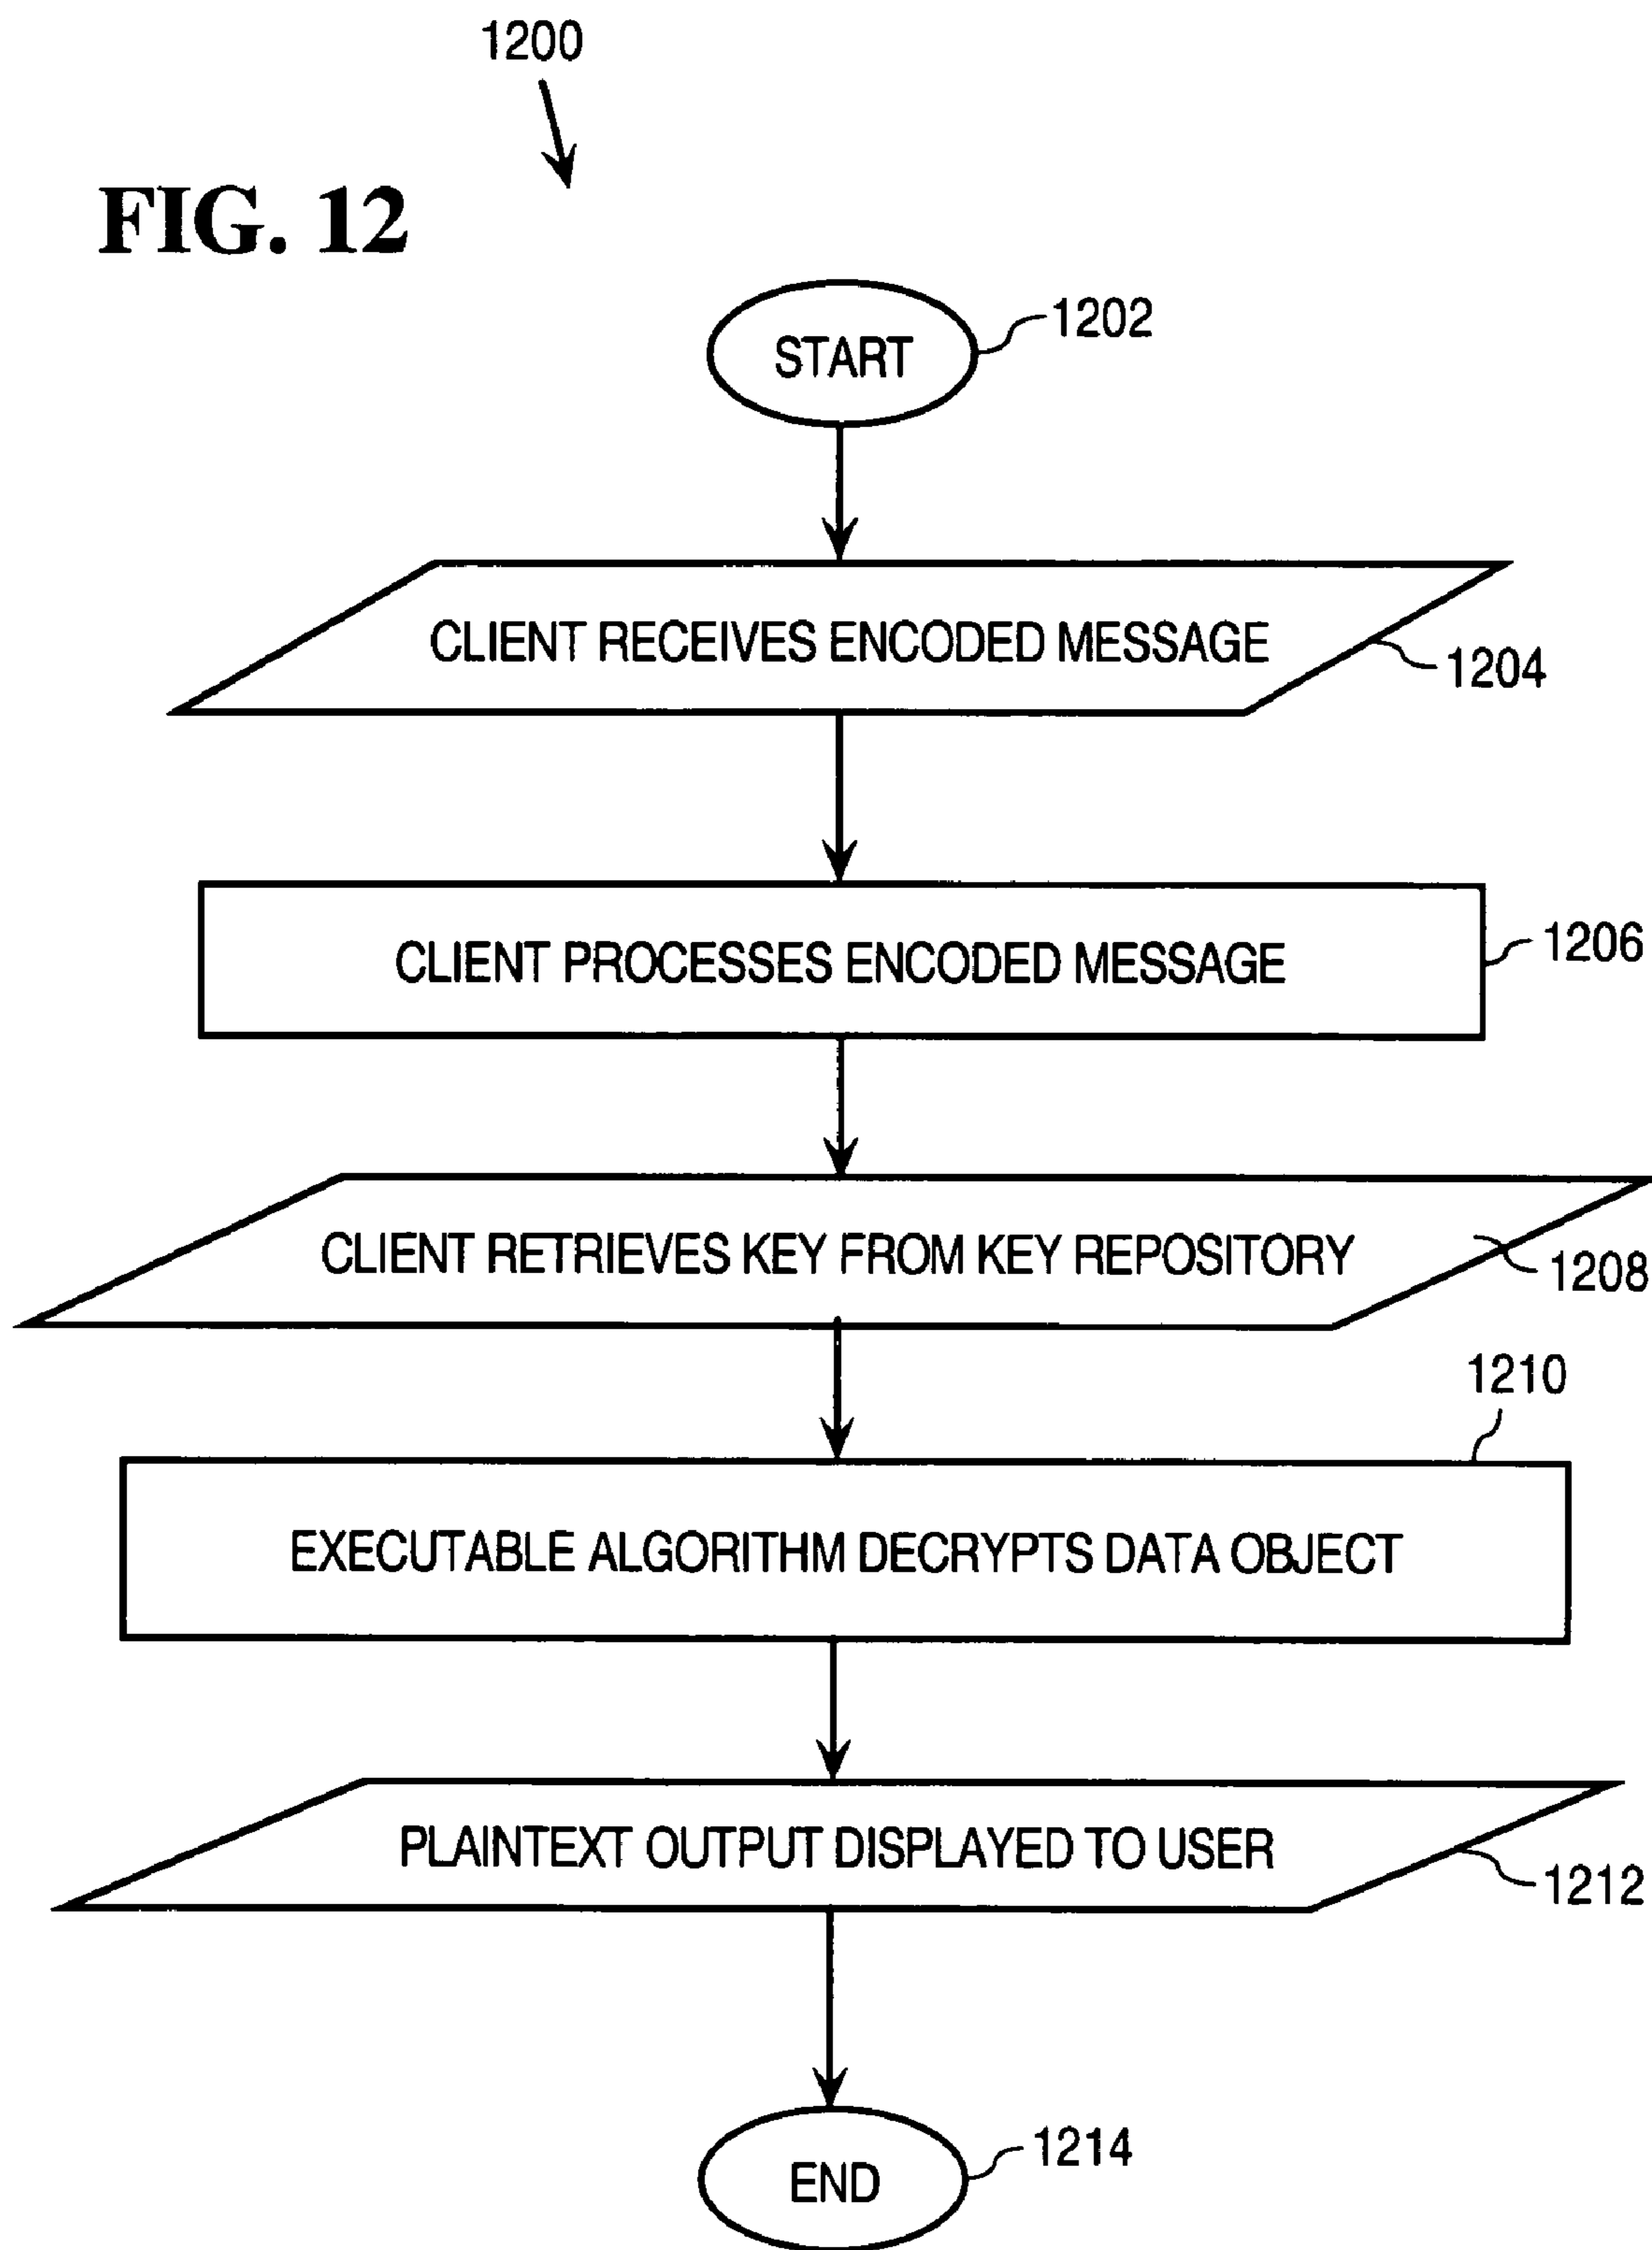 1200
FIG. 12
START
1202
CLIENT RECEIVES ENCODED MESSAGE
1204
CLIENT PROCESSES ENCODED MESSAGE
1206
CLIENT RETRIEVES KEY FROM KEY REPOSITORY
1208
1210
EXECUTABLE ALGORITHM DECRYPTS DATA OBJECT
PLAINTEXT OUTPUT DISPLAYED TO USER
1212
END
1214